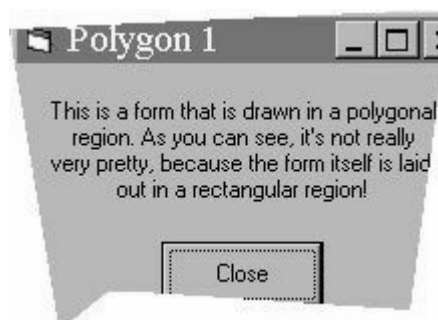 Polygon 1
This is a form that is drawn in a polygonal
region. As you can see, it's not really
very pretty, because the form itself is laid
out in a rectangular region!
Close